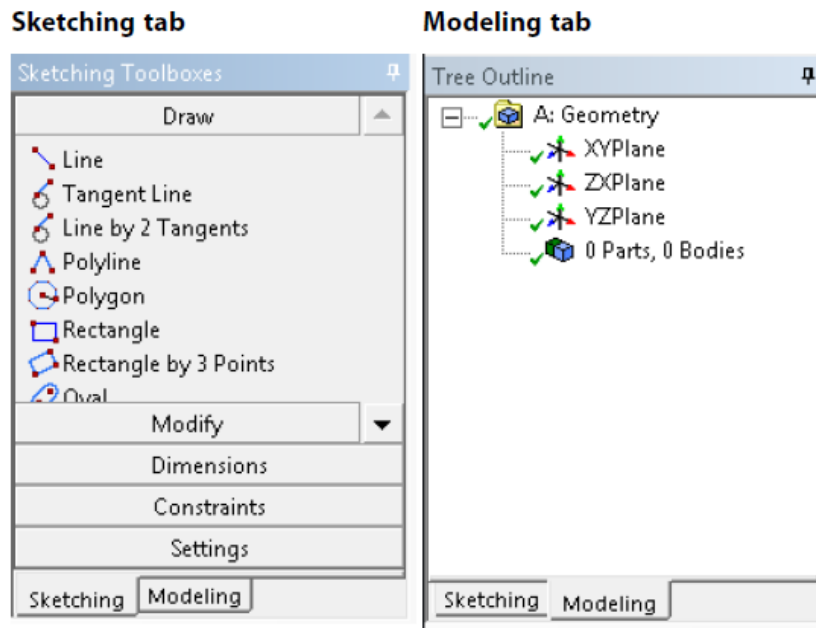 Sketching tab
Sketching Toolboxes
Draw
Line
Tangent Line
Line by 2 Tangents
Polyline
Polygon
Rectangle
Rectangle by 3 Points
Oval
Modify
Dimensions
Constraints
Settings
Sketching Modeling
Modeling tab
Tree Outline
A: Geometry
XYPlane
ZXPlane
YZPlane
0 Parts, 0 Bodies
Sketching Modeling